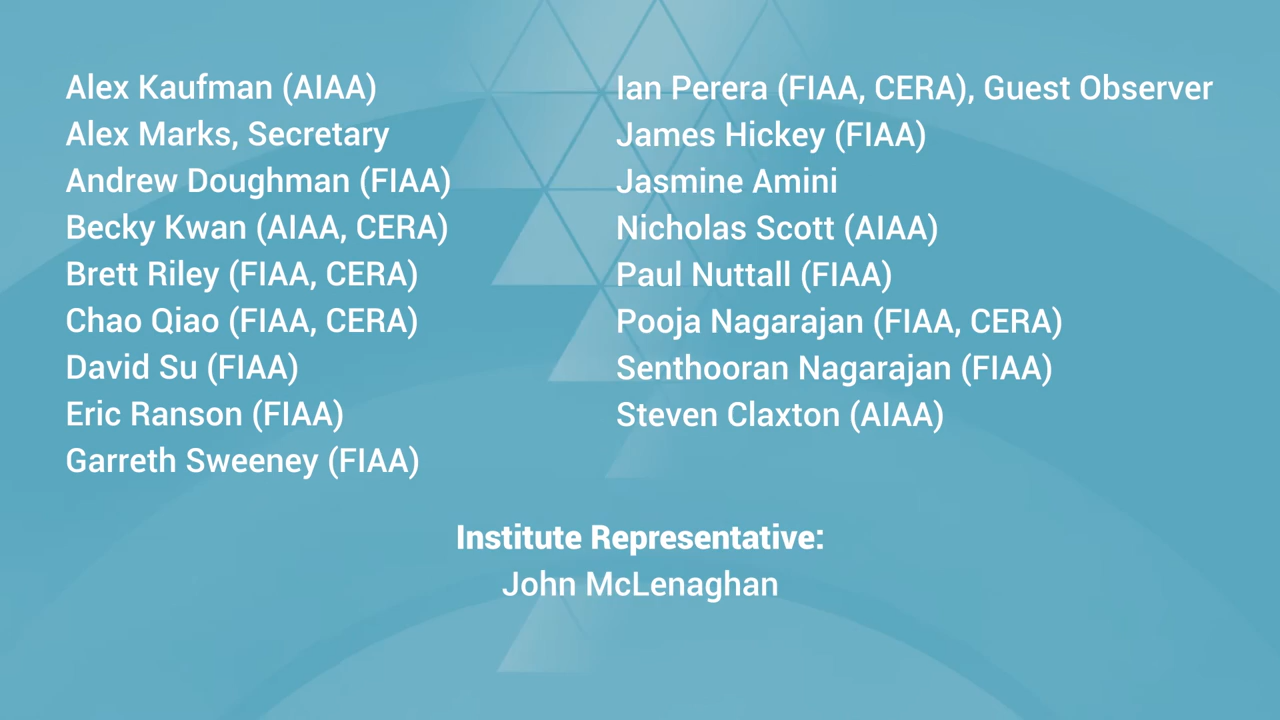 Alex Kaufman (AIAA)
Alex Marks, Secretary
Andrew Doughman (FIAA)
Becky Kwan (AIAA, CERA)
Brett Riley (FIAA, CERA)
Chao Qiao (FIAA, CERA)
David Su (FIAA)
Eric Ranson (FIAA)
Garreth Sweeney (FIAA)
Ian Perera (FIAA, CERA), Guest Observer
James Hickey (FIAA)
Jasmine Amini
Nicholas Scott (AIAA)
Paul Nuttall (FIAA)
Pooja Nagarajan (FIAA, CERA)
Senthooran Nagarajan (FIAA)
Steven Claxton (AIAA)
Institute Representative:
John McLenaghan